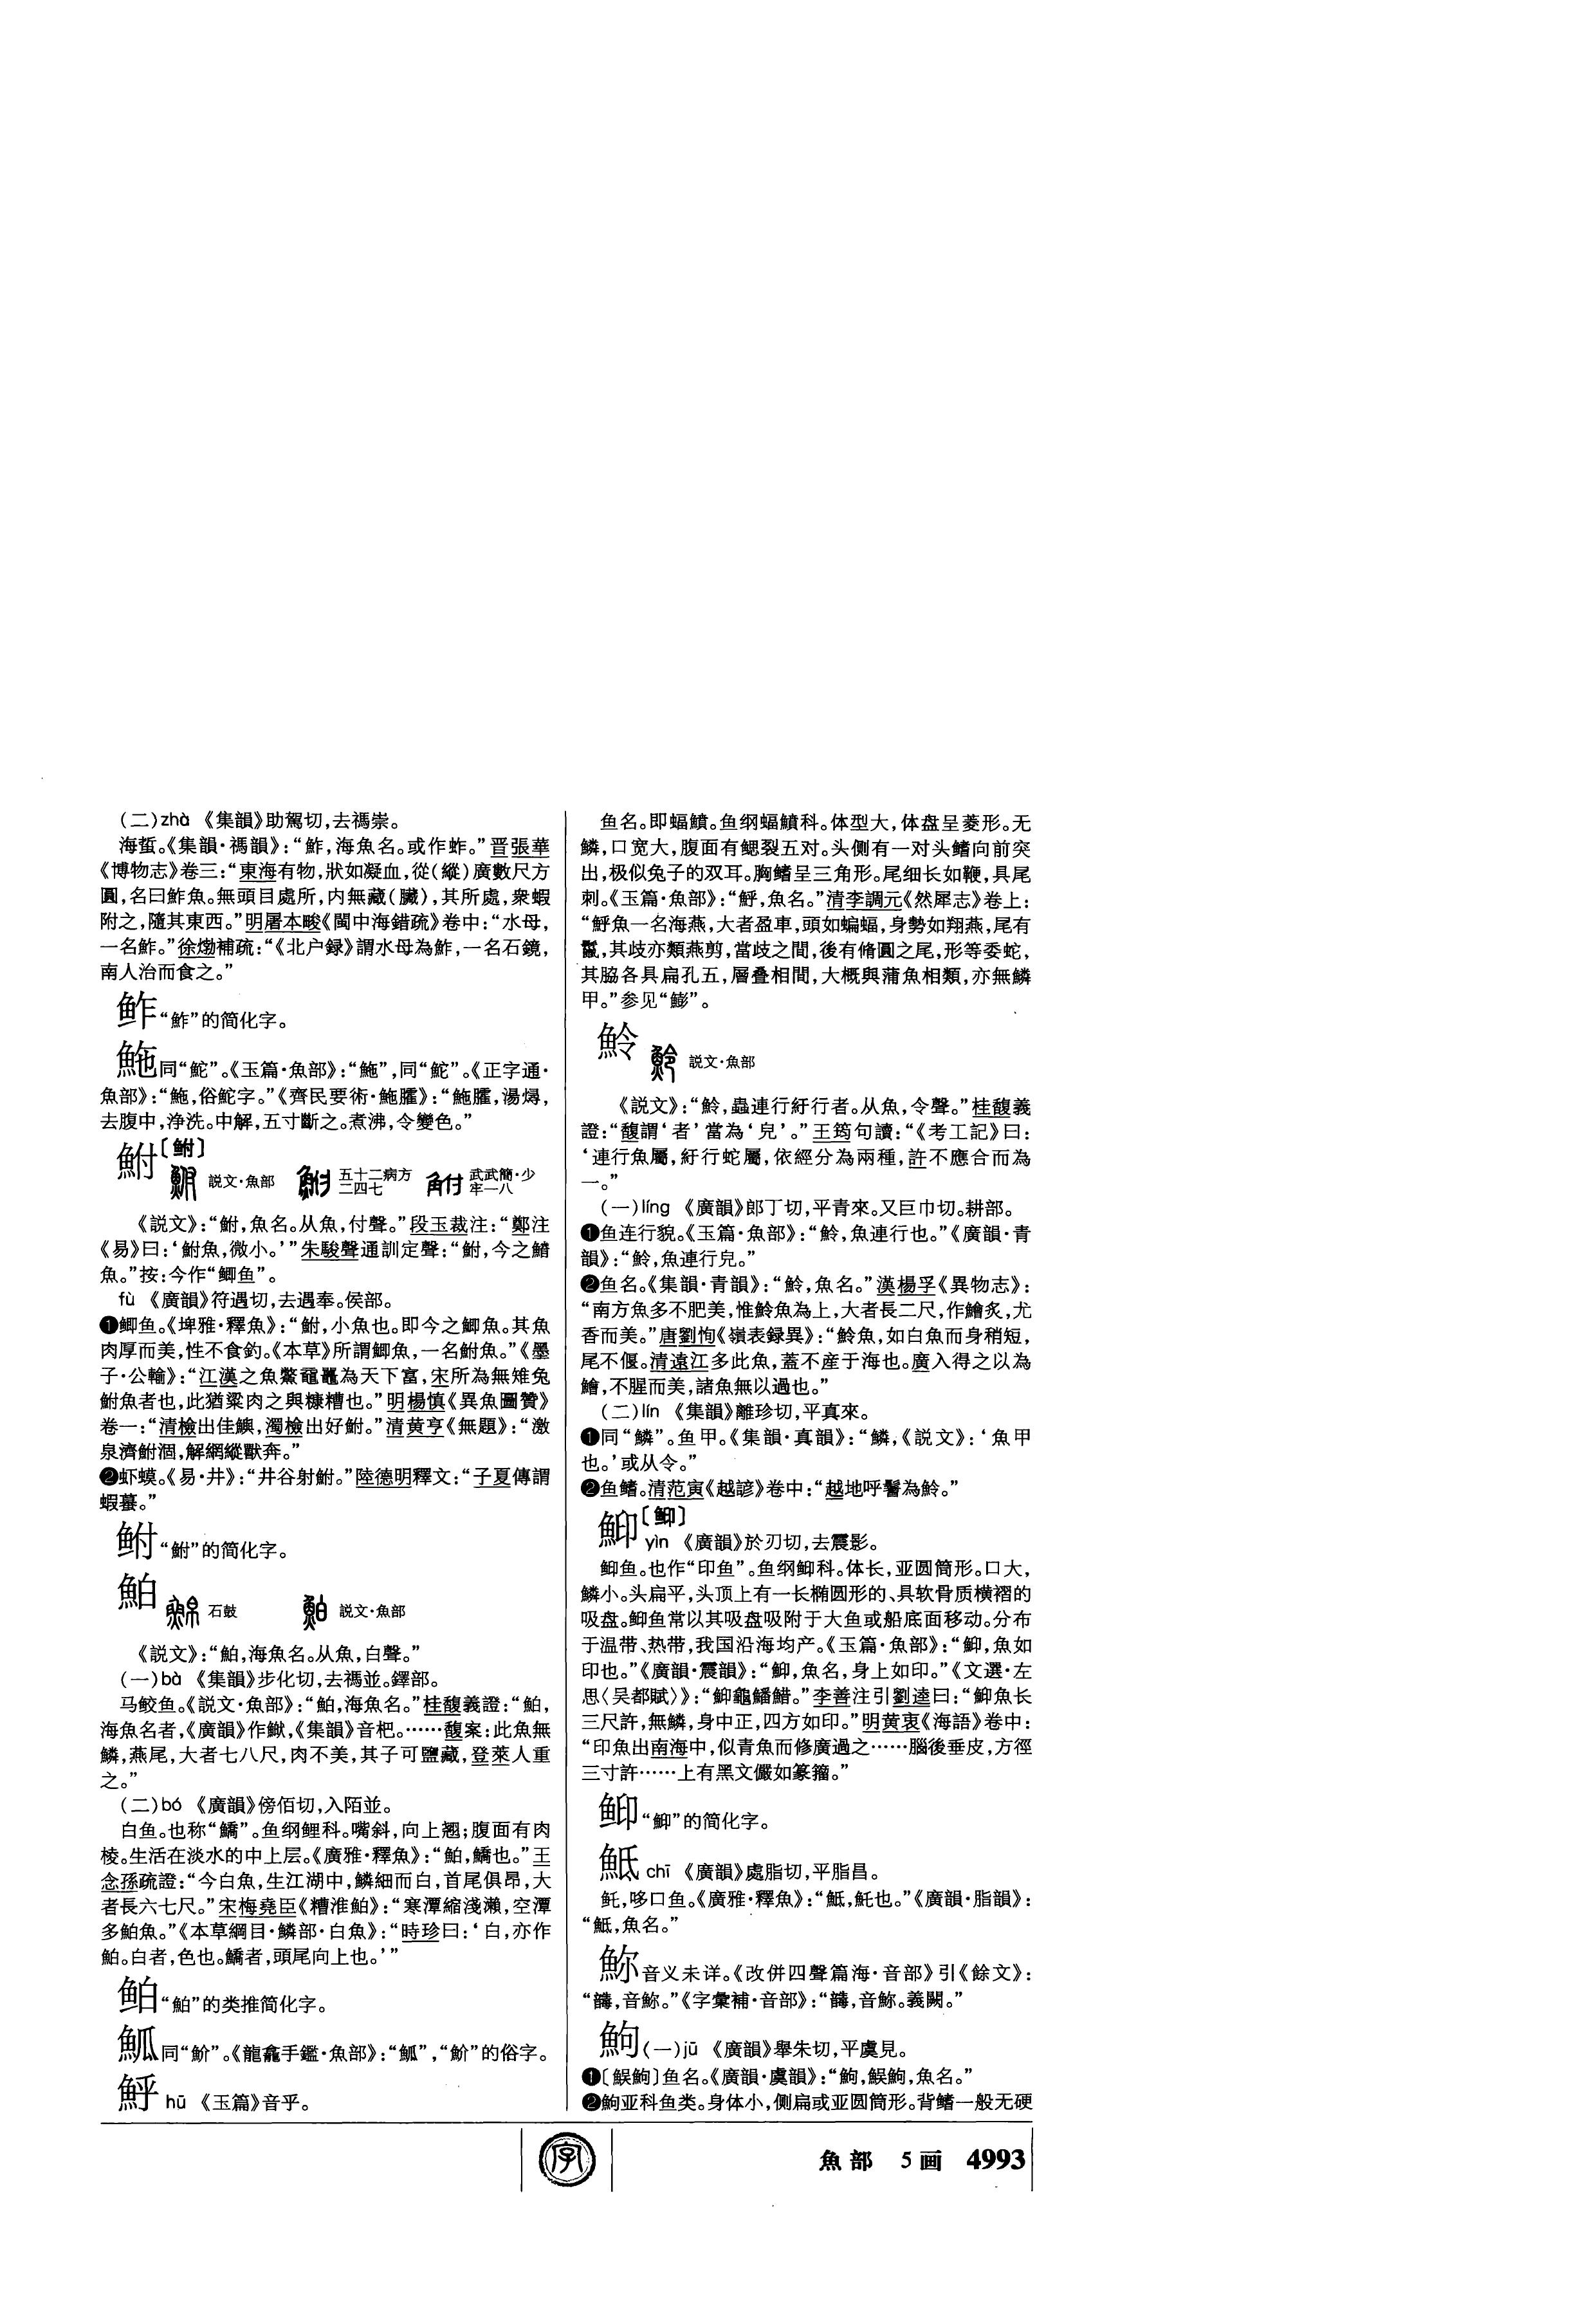 (二)zhà 《集韻》助駕切,去禡崇。
海蜇。《集韻·禡韻》:“鮓,海魚名。或作蚱。”晋張華
《博物志》卷三:“東海有物,狀如凝血,從(縱)廣數尺方
圓,名曰鮓魚。無頭目處所,内無藏(臟),其所處,衆蝦
附之,隨其東西。”明屠本畯《閩中海錯疏》卷中:“水母,
一名鮓。”徐𤊹補疏:“《北户録》謂水母為鮓,一名石鏡,
南人治而食之。”
鲊“鮓”的简化字。
鮑同“鮀”。《玉篇·魚部》:“鮠”,同“鮀”。《正字通·
魚部》:“鉇,俗鮀字。”《齊民要術·鮠臛》:“鮠臛,湯燖,
去腹中,净洗。中解,五寸斷之。煮沸,令變色。”
鮒〔鲋〕
説文·魚部 五十二病方 二四七 武武簡·少牢一八
《説文》:“鮒,魚名。从魚,付聲。”段玉裁注:“鄭注
《易》曰:‘鮒魚,微小。’”朱駿聲通訓定聲:“鮒,今之鰿
魚。”按:今作“鲫鱼”。
fù 《廣韻》符遇切,去遇奉。侯部。
❶鲫鱼。《埤雅·釋魚》:“鮒,小魚也。即今之鯽魚。其魚
肉厚而美,性不食釣。《本草》所謂鯽魚,一名鮒魚。”《墨
子·公輸》:“江漢之魚鱉黿鼉為天下富,宋所為無雉兔
鮒魚者也,此猶粱肉之與糠糟也。”明楊慎《異魚圖贊》
卷一:“清檢出佳鱮,濁檢出好鮒。”清黄亨《無題》:“激
泉濟鮒涸,解網縱獸奔。”
❷虾蟆。《易·井》:“井谷射鮒。”陸德明釋文:“子夏傳謂
蝦蟇。”
鲋“鮒”的简化字。
鮊 石鼓 説文·魚部
《説文》:“鮊,海魚名。从魚,白聲。”
(一)bà 《集韻》步化切,去禡並。鐸部。
马鲛鱼。《説文·魚部》:“鮊,海魚名。”桂馥義證:“鮊,
海魚名者,《廣韻》作鮍,《集韻》音杷。……馥案:此魚無
鱗,燕尾,大者七八尺,肉不美,其子可鹽藏,登萊人重
之。”
(二)bó 《廣韻》傍佰切,入陌並。
白鱼。也称“鱎”。鱼纲鲤科。嘴斜,向上翘;腹面有肉
棱。生活在淡水的中上层。《廣雅·釋魚》:“鮊,鱎也。”王
念孫疏證:“今白魚,生江湖中,鱗細而白,首尾俱昂,大
者長六七尺。”宋梅堯臣《糟淮鮊》:“寒潭縮淺瀨,空潭
多鮊魚。”《本草綱目·鱗部·白魚》:“時珍曰:‘白,亦作
鮊。白者,色也。鱎者,頭尾向上也。’”
鲌“鮊”的类推简化字。
𩶆同“魪”。《龍龕手鑑·魚部》:“𩶆”,“魪”的俗字。
䱐 hū 《玉篇》音乎。
鱼名。即蝠鲼。鱼纲蝠鲼科。体型大,体盘呈菱形。无
鳞,口宽大,腹面有鳃裂五对。头侧有一对头鳍向前突
出,极似兔子的双耳。胸鳍呈三角形。尾细长如鞭,具尾
刺。《玉篇·魚部》:“䱐,魚名。”清李調元《然犀志》卷上:
“䱐魚一名海燕,大者盈車,頭如蝙蝠,身勢如翔燕,尾有
鬣,其歧亦類燕剪,當歧之間,後有脩圓之尾,形等委蛇,
其脇各具扁孔五,層叠相間,大概與蒲魚相類,亦無鱗
甲。”参见“䲔”。
魿 説文·魚部
《説文》:“魿,蟲連行紆行者。从魚,令聲。”桂馥義
證:“馥謂‘者’當為‘皃’。”王筠句讀:“《考工記》曰:
‘連行魚屬,紆行蛇屬,依經分為兩種,許不應合而為
一。”
(一)líng 《廣韻》郎丁切,平青來。又巨巾切。耕部。
❶鱼连行貌。《玉篇·魚部》:“魿,魚連行也。”《廣韻·青
韻》:“魿,魚連行皃。”
❷鱼名。《集韻·青韻》:“魿,魚名。”漢楊孚《異物志》:
“南方魚多不肥美,惟魿魚為上,大者長二尺,作鱠炙,尤
香而美。”唐劉恂《嶺表録異》:“魿魚,如白魚而身稍短,
尾不偃。清遠江多此魚,蓋不産于海也。廣入得之以為
鱠,不腥而美,諸魚無以過也。”
(二)lín 《集韻》離珍切,平真來。
❶同“鳞”。鱼甲。《集韻·真韻》:“鱗,《説文》:‘魚甲
也。’或从令。”
❷鱼鳍。清范寅《越諺》卷中:“越地呼鬐為魿。”
鮣〔䲟〕
yìn 《廣韻》於刃切,去震影。
䲟鱼。也作“印鱼”。鱼纲䲟科。体长,亚圆筒形。口大,
鳞小。头扁平,头顶上有一长椭圆形的、具软骨质横褶的
吸盘。䲟鱼常以其吸盘吸附于大鱼或船底面移动。分布
于温带、热带,我国沿海均产。《玉篇·魚部》:“鮣,魚如
印也。”《廣韻·震韻》:“鮣,魚名,身上如印。”《文選·左
思〈吴都賦〉》:“鮣龜鱕䱜。”李善注引劉逵曰:“鮣魚长
三尺許,無鱗,身中正,四方如印。”明黄衷《海語》卷中:
“印魚出南海中,似青魚而修廣過之……腦後垂皮,方徑
三寸許……上有黑文儼如篆籀。”
䲟“鮣”的简化字。
䱃 chī 《廣韻》處脂切,平脂昌。
魠,哆口鱼。《廣雅·釋魚》:“䱃,魠也。”《廣韻·脂韻》:
“䱃,魚名。”
鮛音义未详。《改併四聲篇海·音部》引《餘文》:
音鮛。”《字彙補·音部》: 音鮛。義闕。”
鮈(一)jū 《廣韻》舉朱切,平虞見。
❶〔鯸鮈〕鱼名。《廣韻·虞韻》:“鮈,鯸鮈,魚名。”
❷鮈亚科鱼类。身体小,侧扁或亚圆筒形。背鳍一般无硬
字
魚部 5画 4993